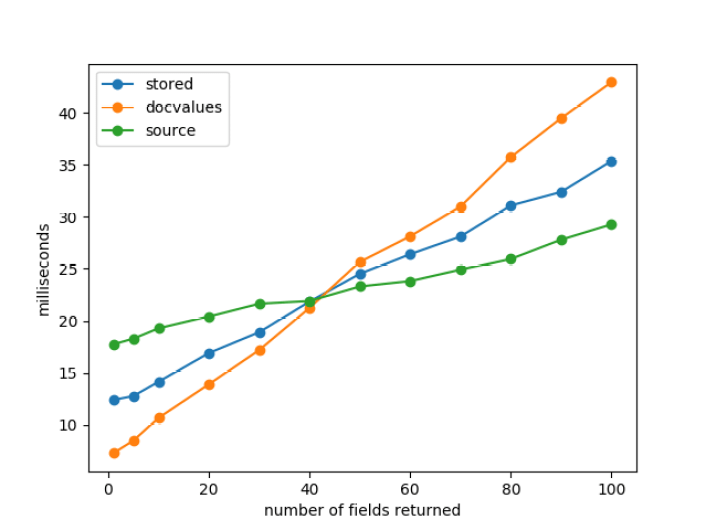 stored
docvalues
source
milliseconds
40
35
30
25
20
15
10
0 20 40 60 80 100
number of fields returned